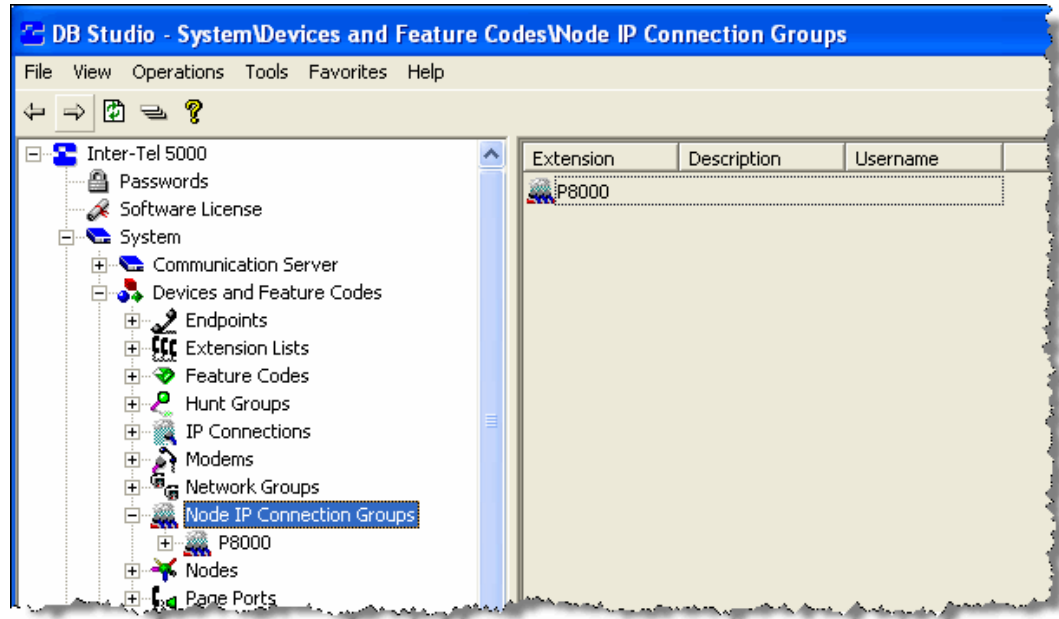 DB Studio - System\Devices and Feature Codes\Node IP Connection Groups
File View Operations Tools Favorites Help
Inter-Tel 5000
Passwords
Software License
System
Communication Server
Devices and Feature Codes
Endpoints
Extension Lists
Feature Codes
Hunt Groups
IP Connections
Modems
Network Groups
Node IP Connection Groups
P8000
Nodes
Page Ports
Extension Description Username
P8000